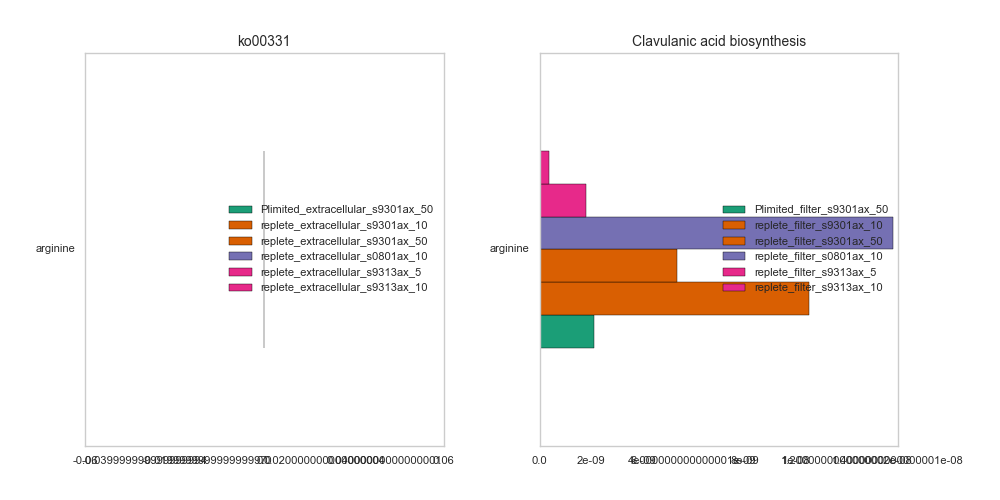 ko00331
arginine
Plimited_extracellular_s9301ax_50
replete_extracellular_s9301ax_10
replete_extracellular_s9301ax_50
replete_extracellular_s0801ax_10
replete_extracellular_s9313ax_5
replete_extracellular_s9313ax_10
Clavulanic acid biosynthesis
arginine
Plimited_filter_s9301ax_50
replete_filter_s9301ax_10
replete_filter_s9301ax_50
replete_filter_s0801ax_10
replete_filter_s9313ax_5
replete_filter_s9313ax_10
0.0 2e-09